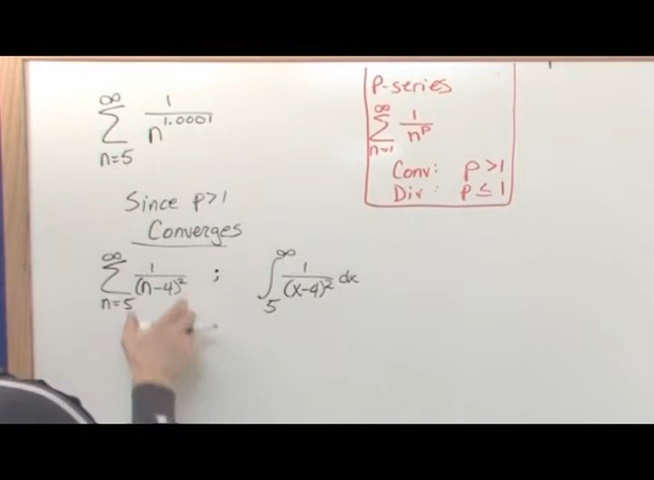 ∞
∑ 1/n^1.0001
n=5
Since p>1
Converges
∞
∑ 1/(n-4)² ; ∫ 5 ∞ 1/(x-4)² dx
n=5
P-series
∞
∑ 1/n^p
n=1
Conv: p>1
Div: p≤1